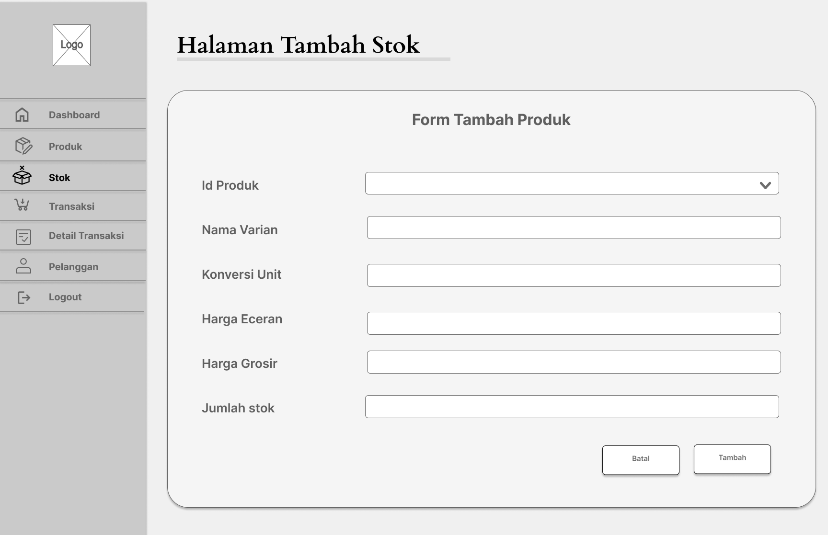 Logo
Dashboard
Produk
Stok
Transaksi
Detail Transaksi
Pelanggan
Logout
Halaman Tambah Stok
Form Tambah Produk
Id Produk
Nama Varian
Konversi Unit
Harga Eceran
Harga Grosir
Jumlah stok
Batal
Tambah